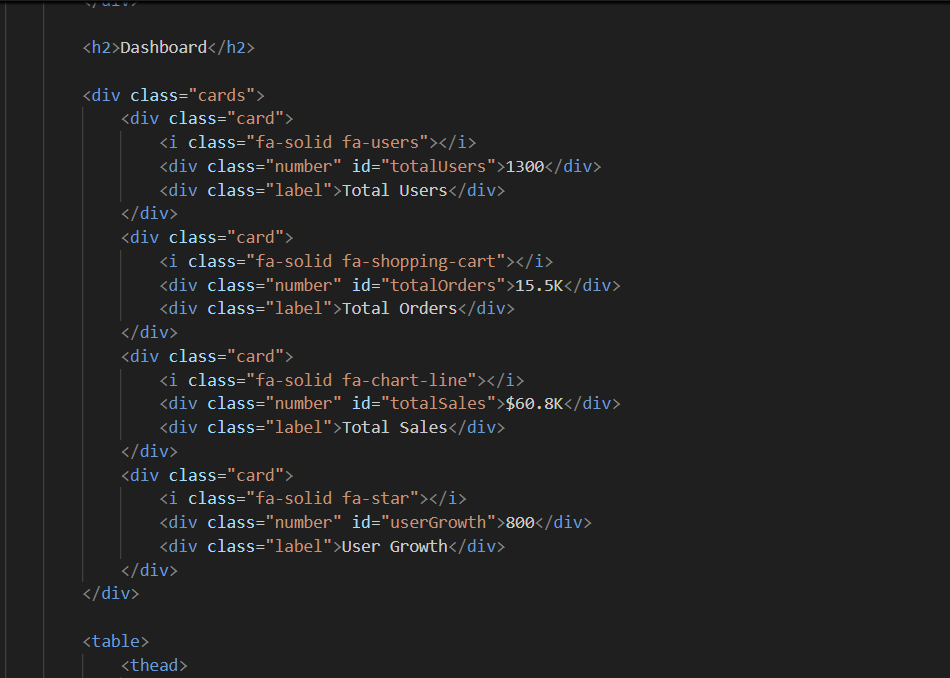 </div>
<h2>Dashboard</h2>
<div class="cards">
<div class="card">
<i class="fa-solid fa-users"></i>
<div class="number" id="totalUsers">1300</div>
<div class="label">Total Users</div>
</div>
<div class="card">
<i class="fa-solid fa-shopping-cart"></i>
<div class="number" id="totalOrders">15.5K</div>
<div class="label">Total Orders</div>
</div>
<div class="card">
<i class="fa-solid fa-chart-line"></i>
<div class="number" id="totalSales">$60.8K</div>
<div class="label">Total Sales</div>
</div>
<div class="card">
<i class="fa-solid fa-star"></i>
<div class="number" id="userGrowth">800</div>
<div class="label">User Growth</div>
</div>
</div>
<table>
<thead>